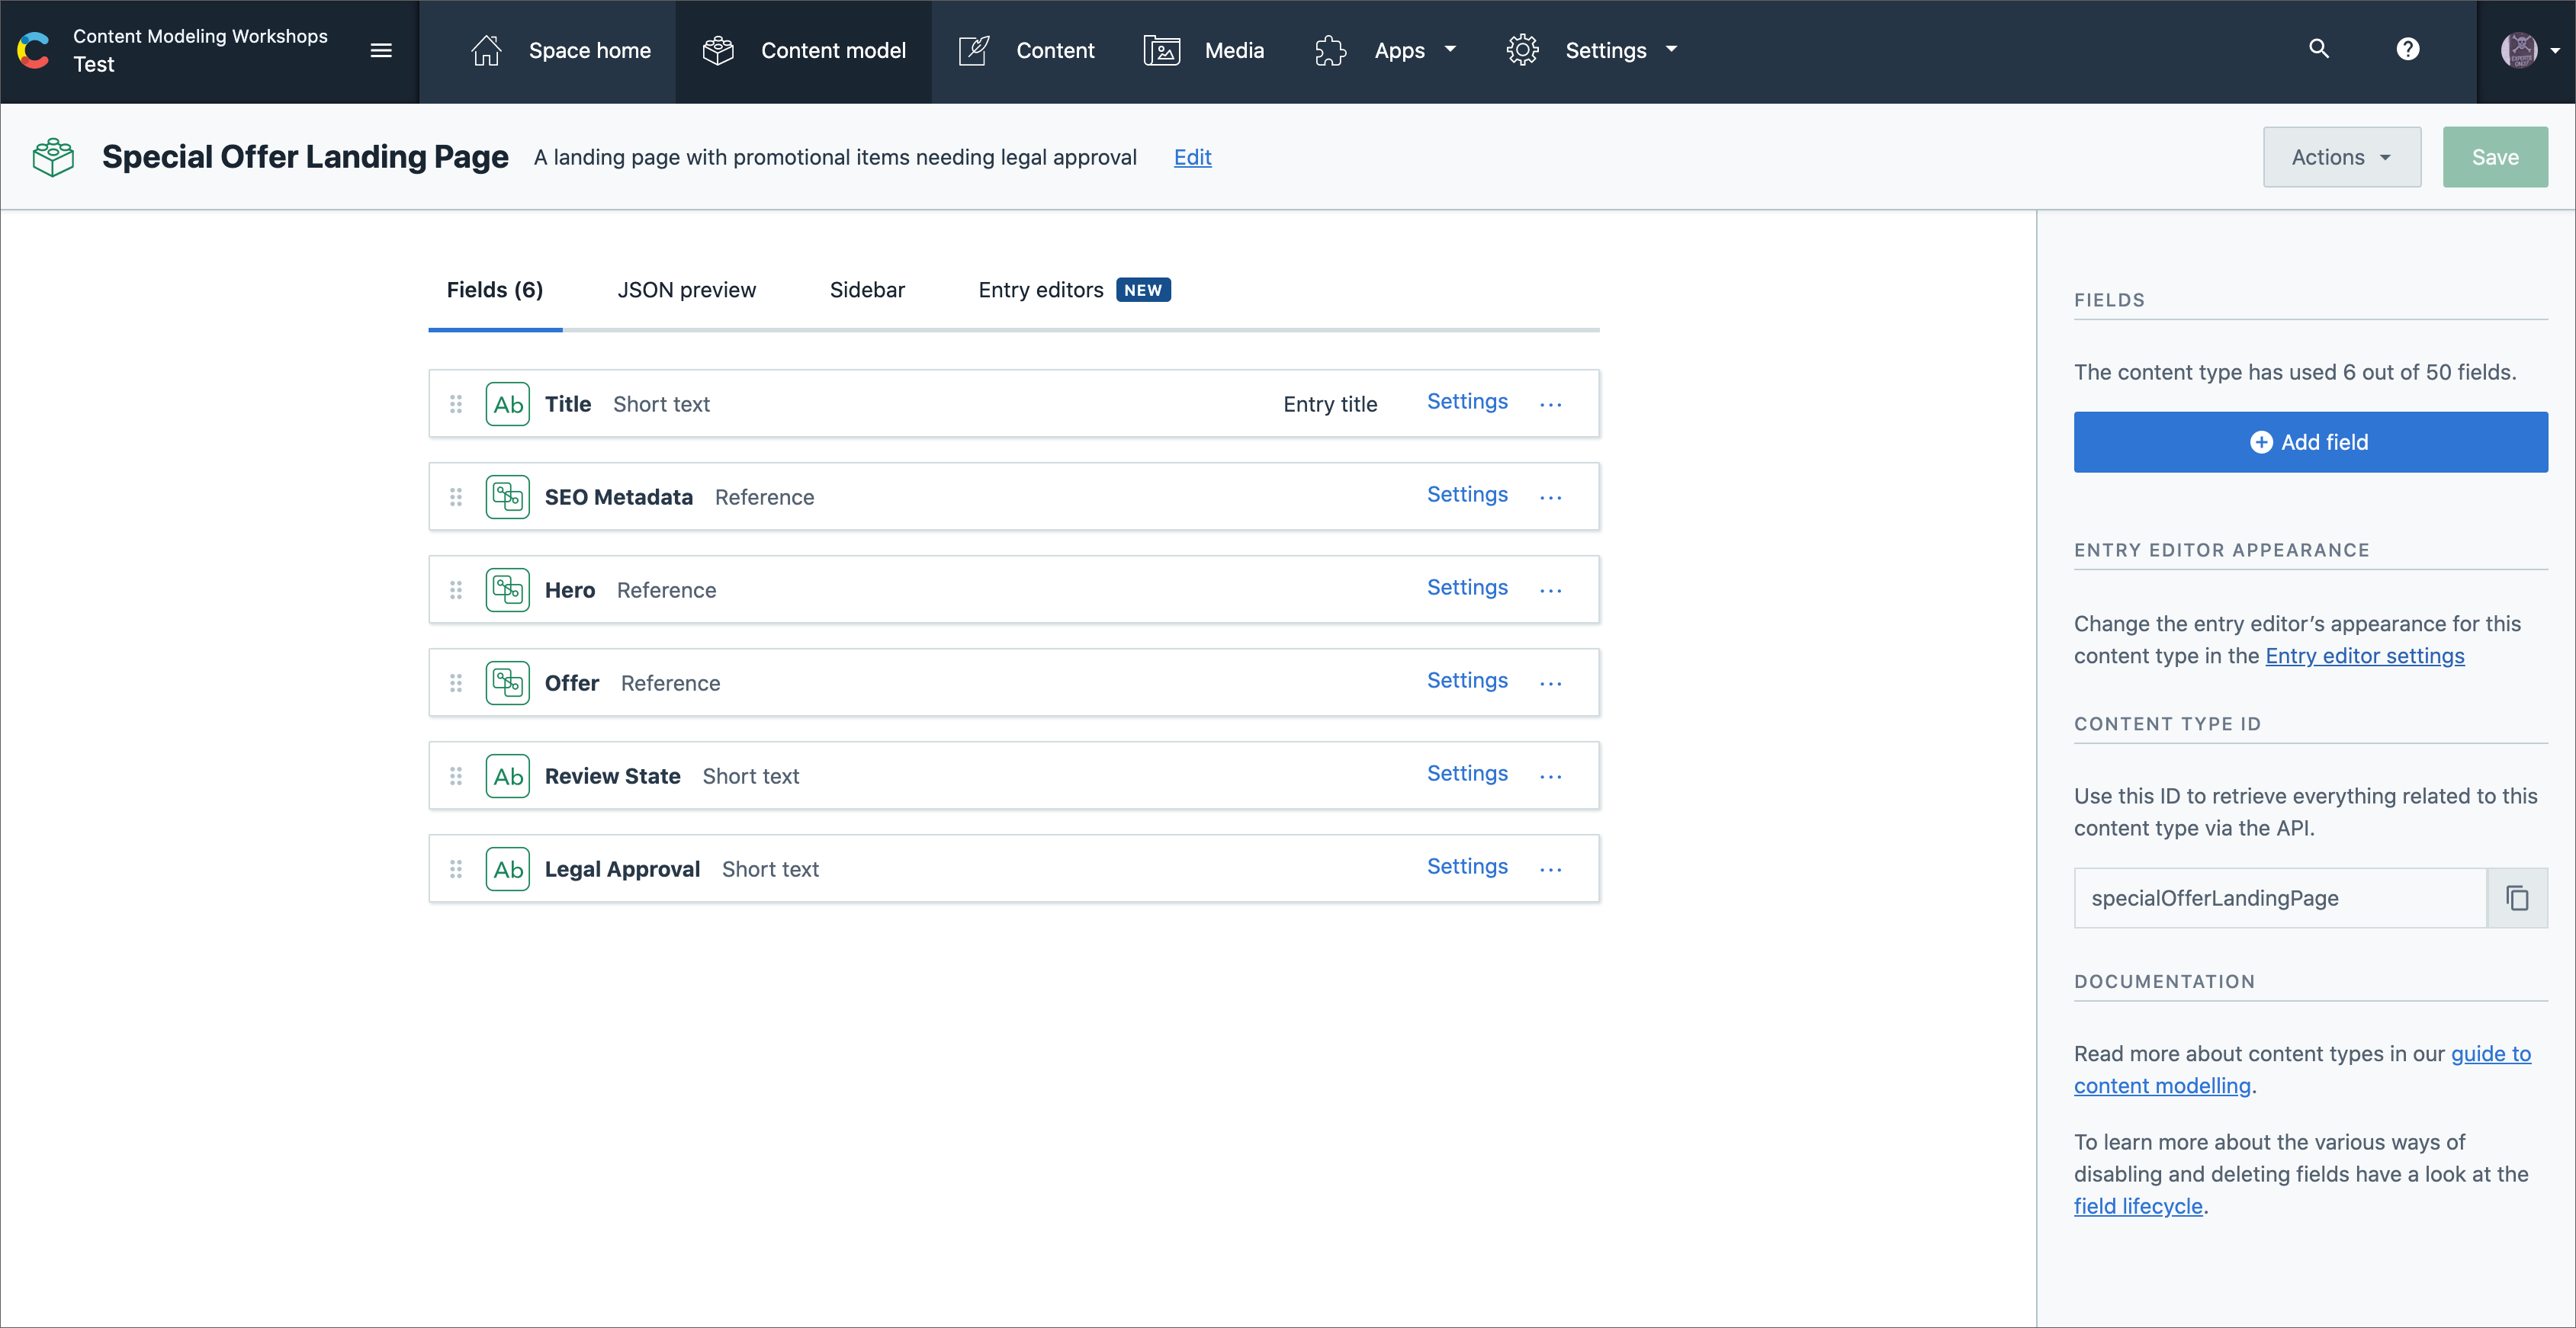 Content Modeling Workshops
Test
Space home
Content model
Content
Media
Apps
Settings
Special Offer Landing Page
A landing page with promotional items needing legal approval
Edit
Actions
Save
Fields (6)
JSON preview
Sidebar
Entry editors NEW
Ab Title Short text Entry title Settings ...
SEO Metadata Reference Settings ...
Hero Reference Settings ...
Offer Reference Settings ...
Ab Review State Short text Settings ...
Ab Legal Approval Short text Settings ...
FIELDS
The content type has used 6 out of 50 fields.
Add field
ENTRY EDITOR APPEARANCE
Change the entry editor’s appearance for this
content type in the Entry editor settings
CONTENT TYPE ID
Use this ID to retrieve everything related to this
content type via the API.
specialOfferLandingPage
DOCUMENTATION
Read more about content types in our guide to
content modelling.
To learn more about the various ways of
disabling and deleting fields have a look at the
field lifecycle.